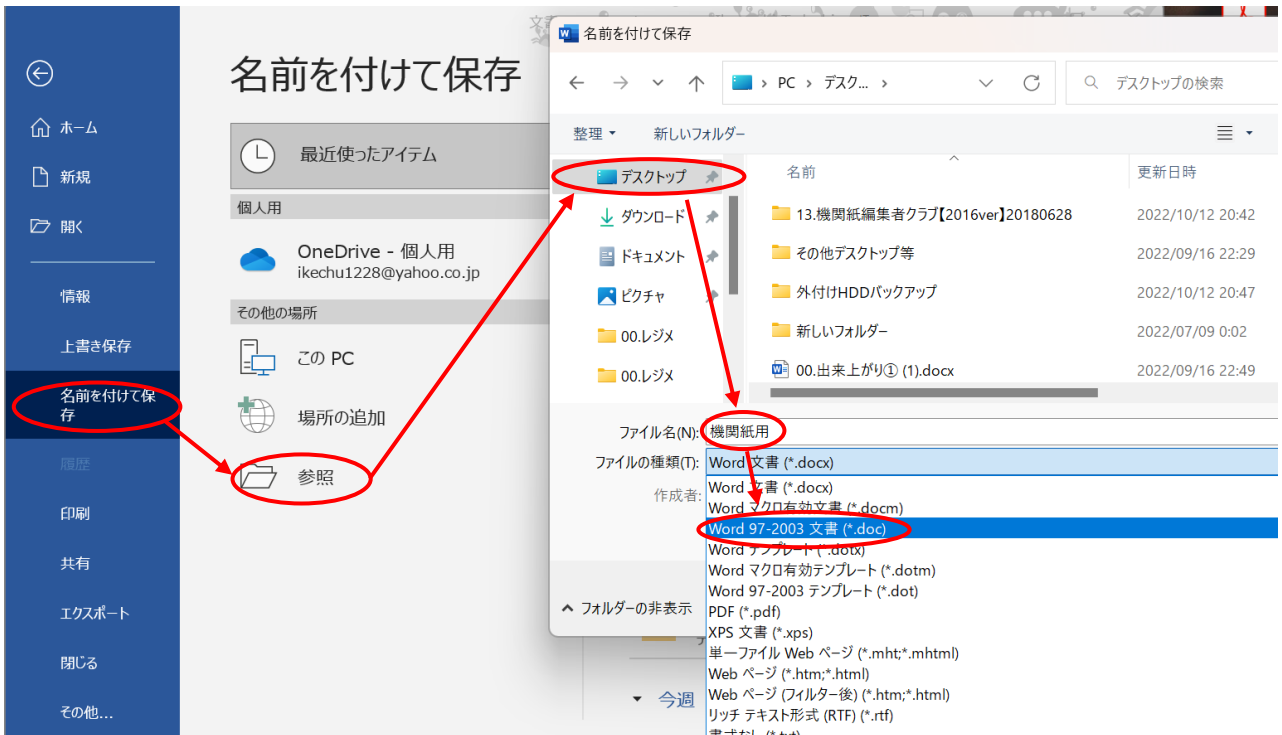 ホーム
新規
開く
情報
上書き保存
名前を付けて保
存
履歴
印刷
共有
エクスポート
閉じる
その他...
名前を付けて保存
最近使ったアイテム
個人用
OneDrive - 個人用
ikechu1228@yahoo.co.jp
その他の場所
この PC
場所の追加
参照
今週
名前を付けて保存
PC › デスク... ›
デスクトップの検索
整理
新しいフォルダー
デスクトップ
ダウンロード
ドキュメント
ピクチャ
00.レジメ
00.レジメ
名前
更新日時
13.機関紙編集者クラブ【2016ver】20180628
2022/10/12 20:42
その他デスクトップ等
2022/09/16 22:29
外付けHDDバックアップ
2022/10/12 20:47
新しいフォルダー
2022/07/09 0:02
00.出来上がり① (1).docx
2022/09/16 22:49
ファイル名(N):
機関紙用
ファイルの種類(T):
Word 文書 (*.docx)
作成者:
Word 文書 (*.docx)
Word マクロ有効文書 (*.docm)
Word 97-2003 文書 (*.doc)
Word テンプレート (*.dotx)
Word マクロ有効テンプレート (*.dotm)
Word 97-2003 テンプレート (*.dot)
PDF (*.pdf)
XPS 文書 (*.xps)
単一ファイル Web ページ (*.mht;*.mhtml)
Web ページ (*.htm;*.html)
Web ページ (フィルター後) (*.htm;*.html)
リッチ テキスト形式 (RTF) (*.rtf)
書式なし (*.txt)
フォルダーの非表示